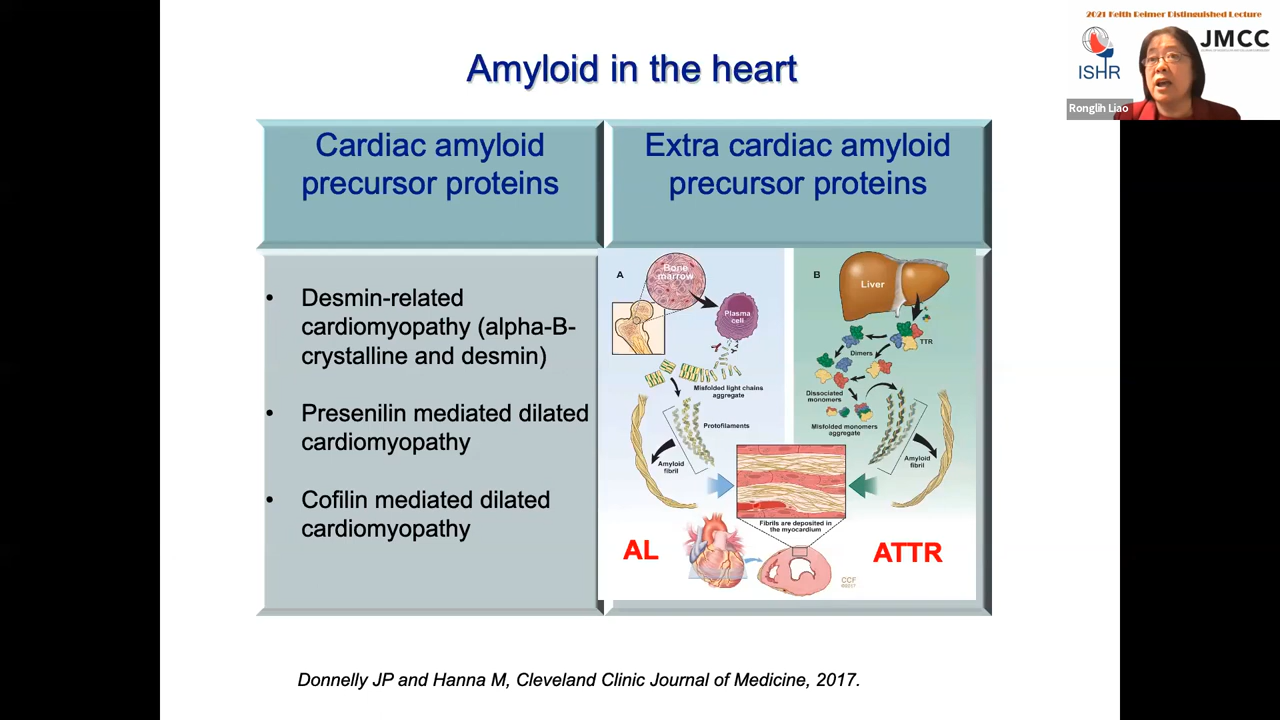 2021 Keith Reimer Distinguished Lecture
ISHR
JMCC
Ronglih Liao
Amyloid in the heart
Cardiac amyloid
precursor proteins
Extra cardiac amyloid
precursor proteins
• Desmin-related
cardiomyopathy (alpha-B-
crystalline and desmin)
• Presenilin mediated dilated
cardiomyopathy
• Cofilin mediated dilated
cardiomyopathy
A
Bone
marrow
Plasma
cell
Misfolded light chains
aggregate
Protofilaments
Amyloid
fibril
B
Liver
TTR
Dimers
Dissociated
monomers
Misfolded monomers
aggregate
Amyloid
fibril
Fibrils are deposited in
the myocardium
AL
ATTR
CCF
©2017
Donnelly JP and Hanna M, Cleveland Clinic Journal of Medicine, 2017.